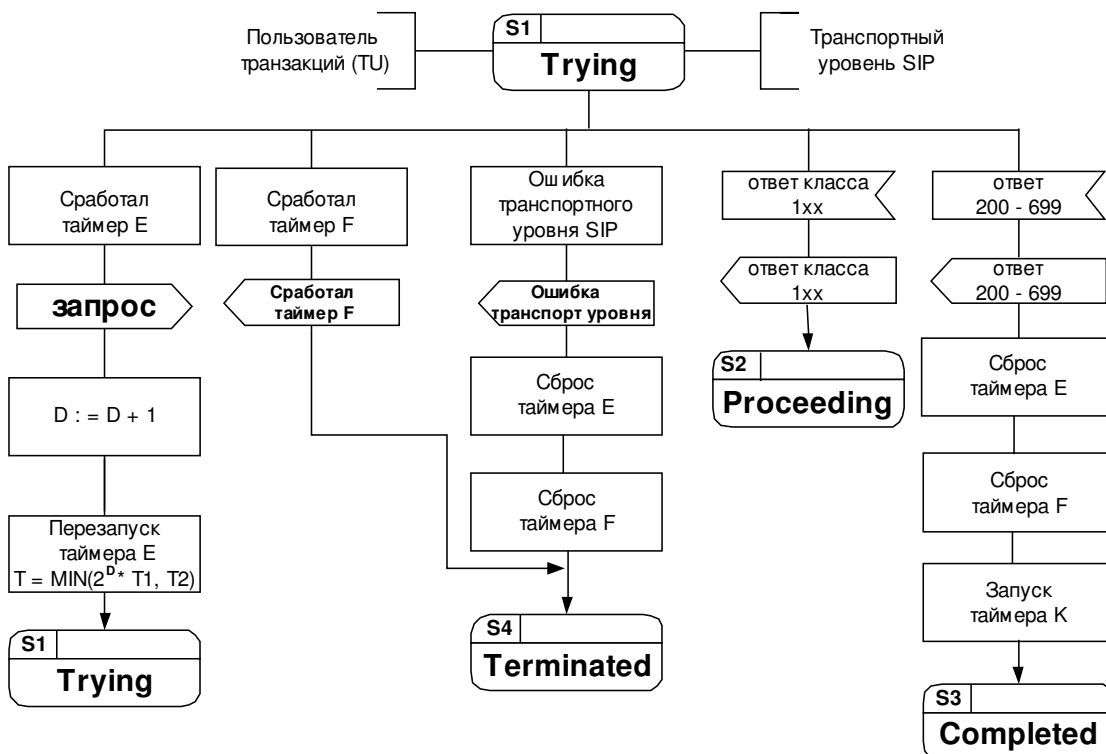 Пользователь
транзакций (TU)
S1
Trying
Транспортный
уровень SIP
Сработал
таймер E
запрос
D : = D + 1
Перезапуск
таймера E
T = MIN(2^D* T1, T2)
S1
Trying
Сработал
таймер F
Сработал
таймер F
Ошибка
транспортного
уровня SIP
Ошибка
транспорт уровня
Сброс
таймера E
Сброс
таймера F
S4
Terminated
ответ класса
1xx
ответ класса
1xx
S2
Proceeding
ответ
200 - 699
ответ
200 - 699
Сброс
таймера E
Сброс
таймера F
Запуск
таймера K
S3
Completed